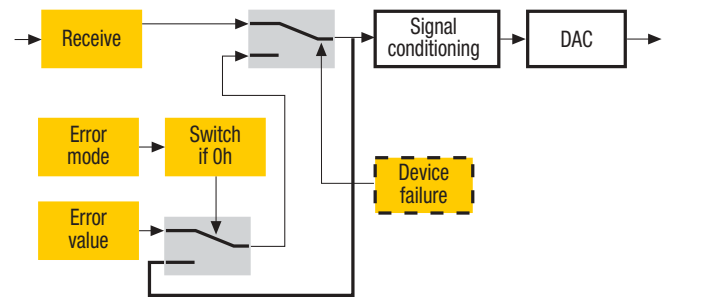 Receive
Signal
conditioning
DAC
Error
mode
Switch
if 0h
Device
failure
Error
value